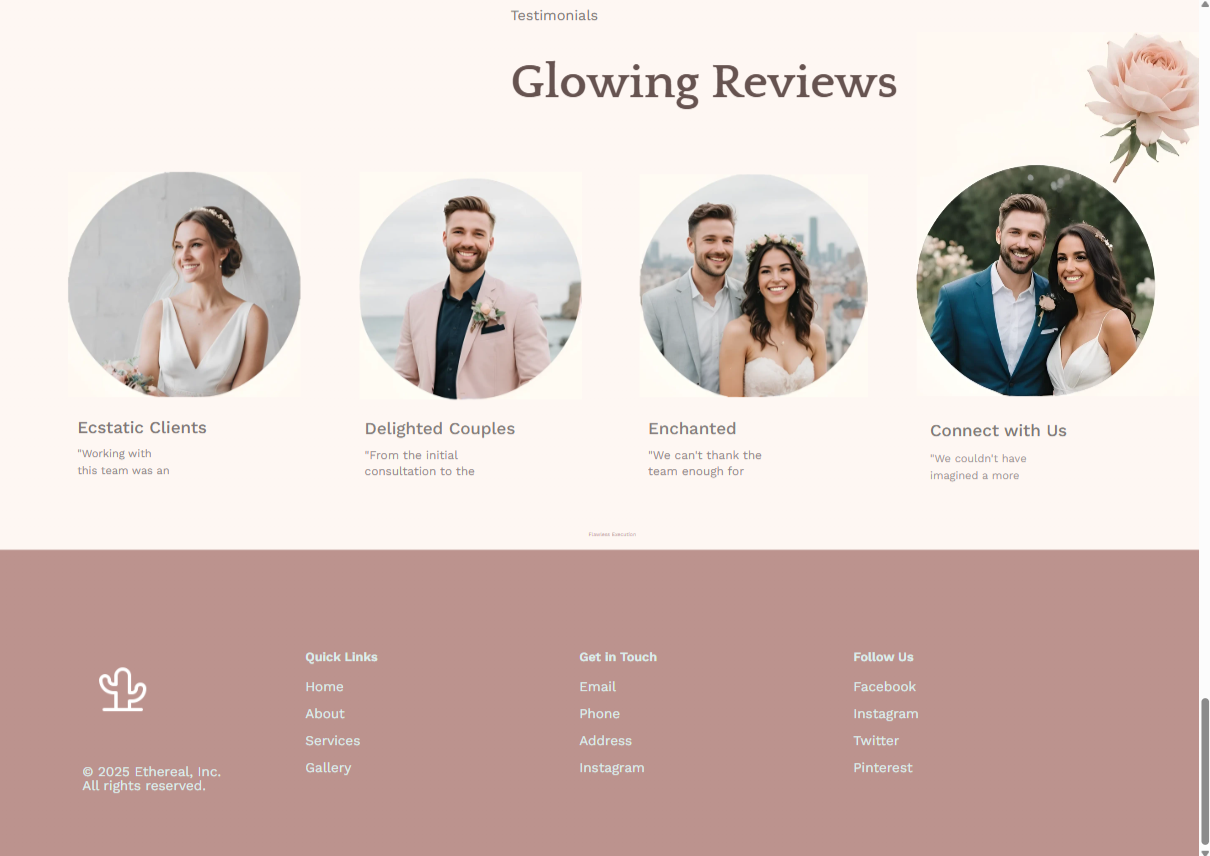 Testimonials
Glowing Reviews
Ecstatic Clients
"Working with
this team was an
Delighted Couples
"From the initial
consultation to the
Enchanted
"We can't thank the
team enough for
Connect with Us
"We couldn't have
imagined a more
Flawless Execution
© 2025 Ethereal, Inc.
All rights reserved.
Quick Links
Home
About
Services
Gallery
Get in Touch
Email
Phone
Address
Instagram
Follow Us
Facebook
Instagram
Twitter
Pinterest